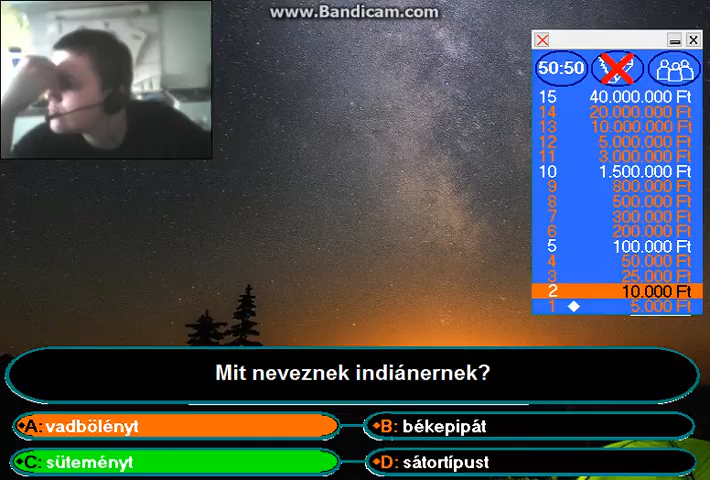 www.Bandicam.com
50:50
15 40.000.000 Ft
14 20.000.000 Ft
13 10.000.000 Ft
12 5.000.000 Ft
11 3.000.000 Ft
10 1.500.000 Ft
9 800.000 Ft
8 500.000 Ft
7 300.000 Ft
6 200.000 Ft
5 100.000 Ft
4 50.000 Ft
3 25.000 Ft
2 10.000 Ft
1 5.000 Ft
Mit neveznek indiánernek?
A: vadbölényt
B: békepipát
C: süteményt
D: sátortípust